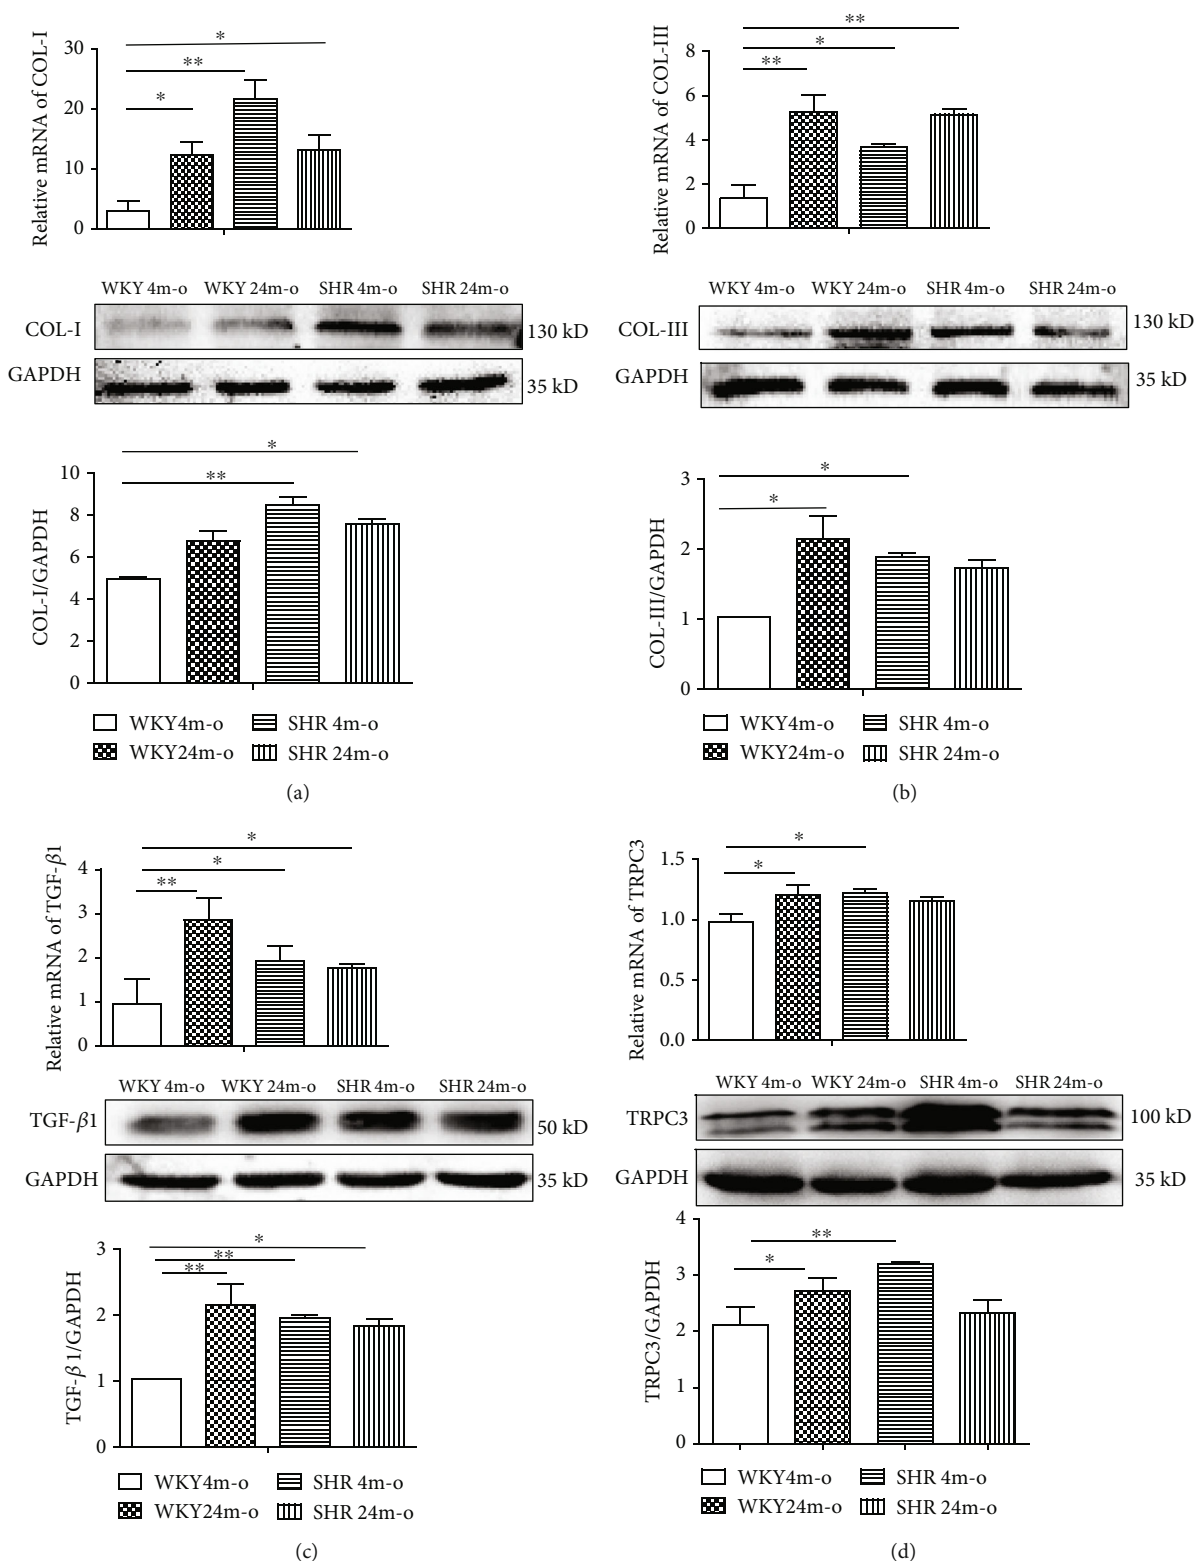 Relative mRNA of COL-I
30
20
10
0
*
**
*
WKY 4m-o WKY 24m-o SHR 4m-o SHR 24m-o
COL-I 130 kD
GAPDH 35 kD
COL-I/GAPDH
10
8
6
4
2
0
*
**
WKY4m-o SHR 4m-o
WKY24m-o SHR 24m-o
(a)
Relative mRNA of COL-III
8
6
4
2
0
**
*
**
WKY 4m-o WKY 24m-o SHR 4m-o SHR 24m-o
COL-III 130 kD
GAPDH 35 kD
COL-III/GAPDH
3
2
1
0
*
*
WKY4m-o SHR 4m-o
WKY24m-o SHR 24m-o
(b)
Relative mRNA of TGF-β1
4
3
2
1
0
*
*
**
WKY 4m-o WKY 24m-o SHR 4m-o SHR 24m-o
TGF-β1 50 kD
GAPDH 35 kD
TGF-β 1/GAPDH
3
2
1
0
*
**
**
WKY4m-o SHR 4m-o
WKY24m-o SHR 24m-o
(c)
Relative mRNA of TRPC3
1.5
1.0
0.5
0.0
*
*
WKY 4m-o WKY 24m-o SHR 4m-o SHR 24m-o
TRPC3 100 kD
GAPDH 35 kD
TRPC3/GAPDH
4
3
2
1
0
**
*
WKY4m-o SHR 4m-o
WKY24m-o SHR 24m-o
(d)